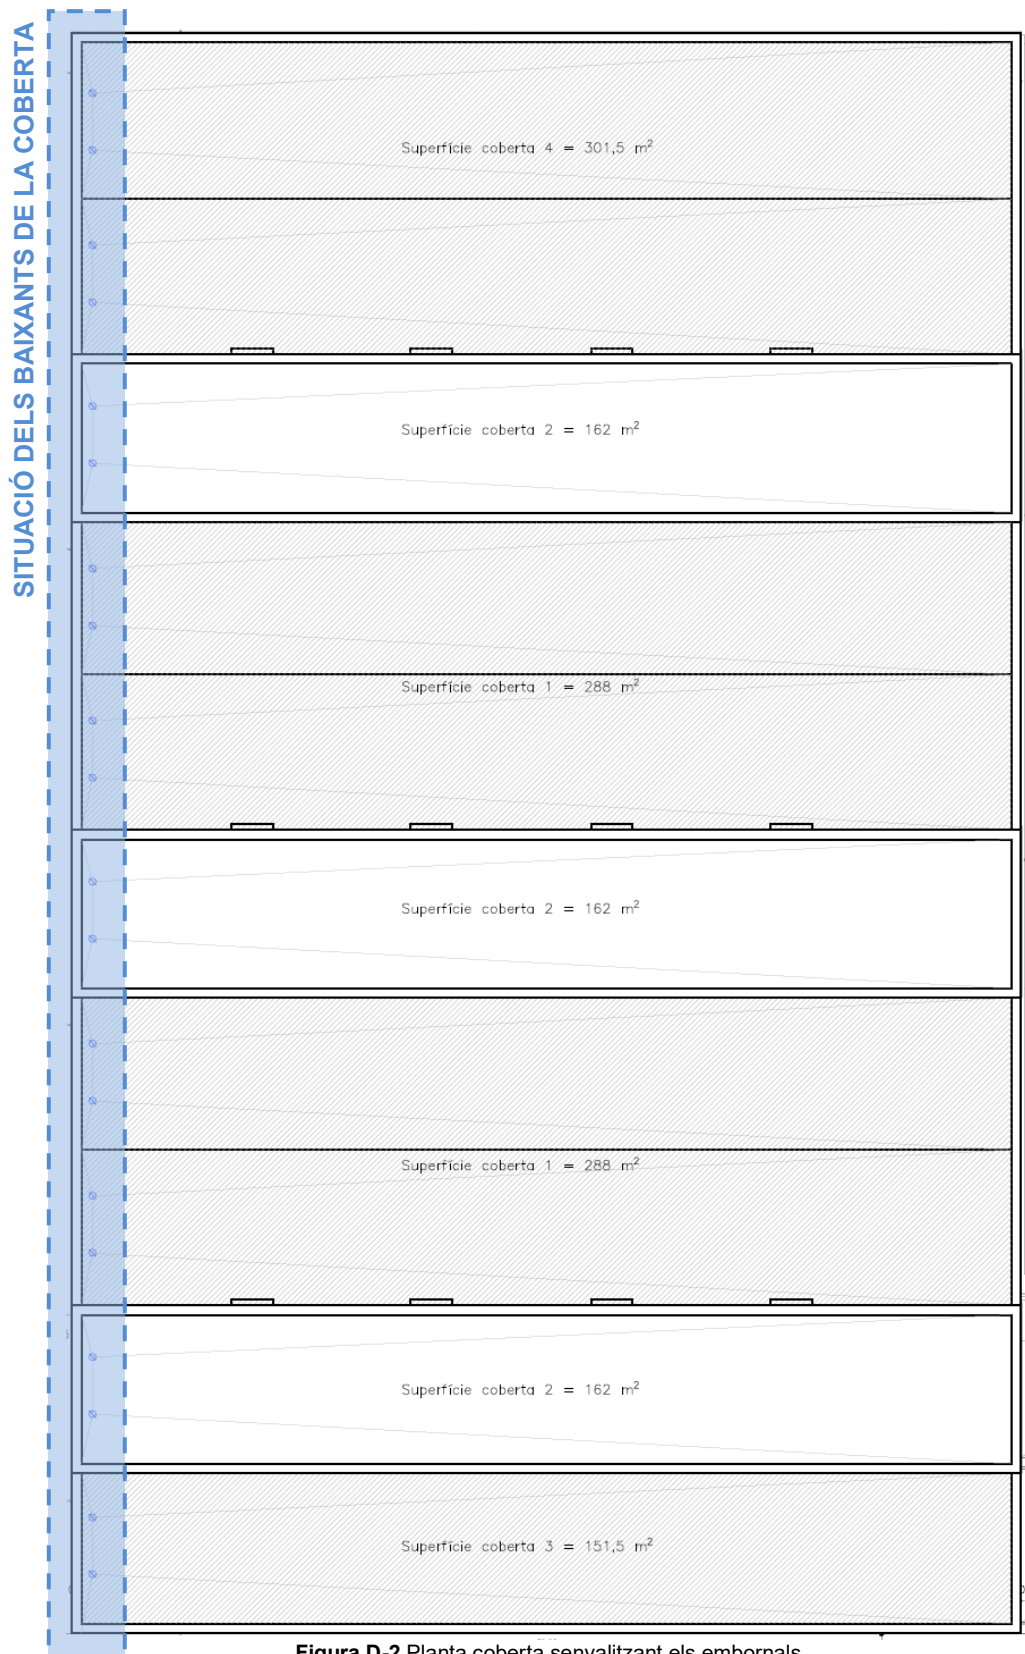 SITUACIÓ DELS BAIXANTS DE LA COBERTA
Superfície coberta 4 = 301,5 m²
Superfície coberta 2 = 162 m²
Superfície coberta 1 = 288 m²
Superfície coberta 2 = 162 m²
Superfície coberta 1 = 288 m²
Superfície coberta 2 = 162 m²
Superfície coberta 3 = 151,5 m²
Figura D-2 Planta coberta senyalitzant els embornals